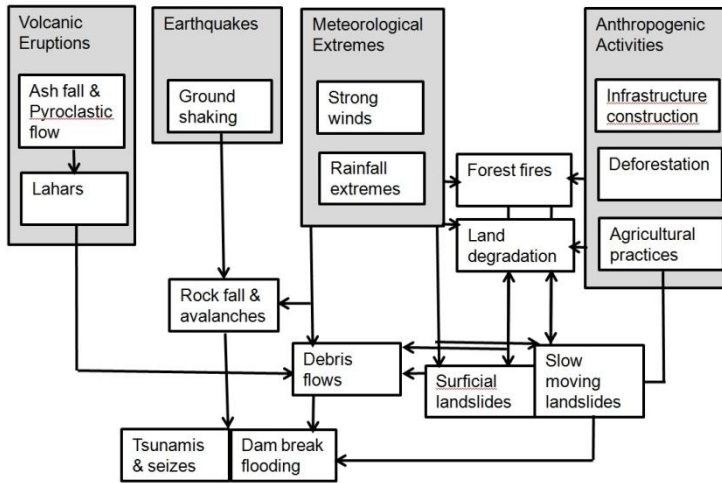 Volcanic
Eruptions
Ash fall &
Pyroclastic
flow
Lahars
Earthquakes
Ground
shaking
Meteorological
Extremes
Strong
winds
Rainfall
extremes
Anthropogenic
Activities
Infrastructure
construction
Deforestation
Agricultural
practices
Forest fires
Land
degradation
Rock fall &
avalanches
Debris
flows
Surficial
landslides
Slow
moving
landslides
Tsunamis
& seizes
Dam break
flooding